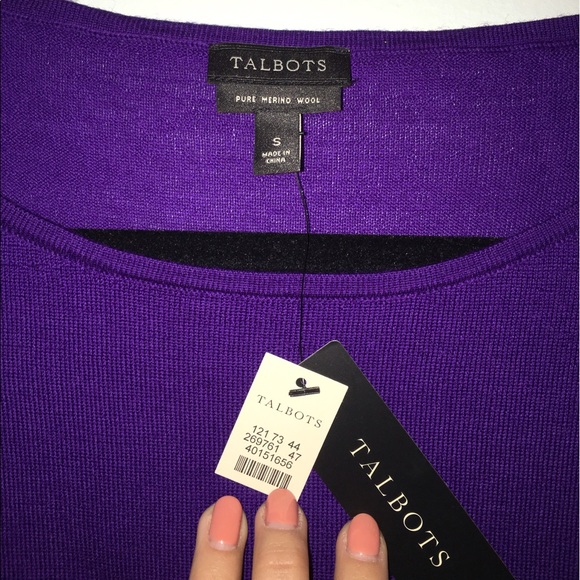 TALBOTS
PURE MERINO WOOL
S
MADE IN
CHINA
TALBOTS
121 73 44
269761 47
40151656
TALBOTS